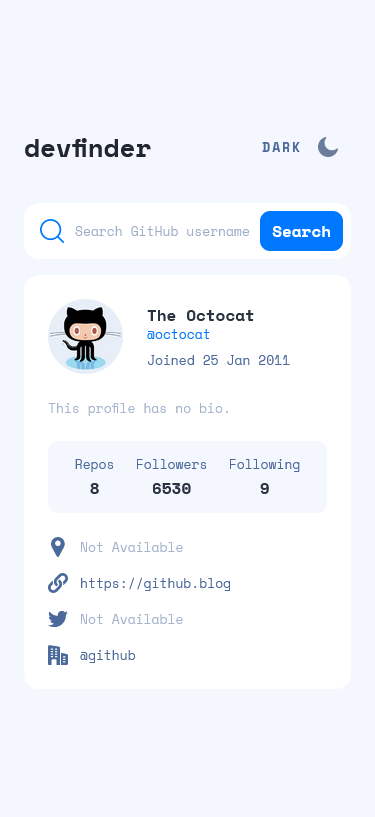 devfinder
DARK
Search GitHub username
Search
The Octocat
@octocat
Joined 25 Jan 2011
This profile has no bio.
Repos Followers Following
8 6530 9
Not Available
https://github.blog
Not Available
@github